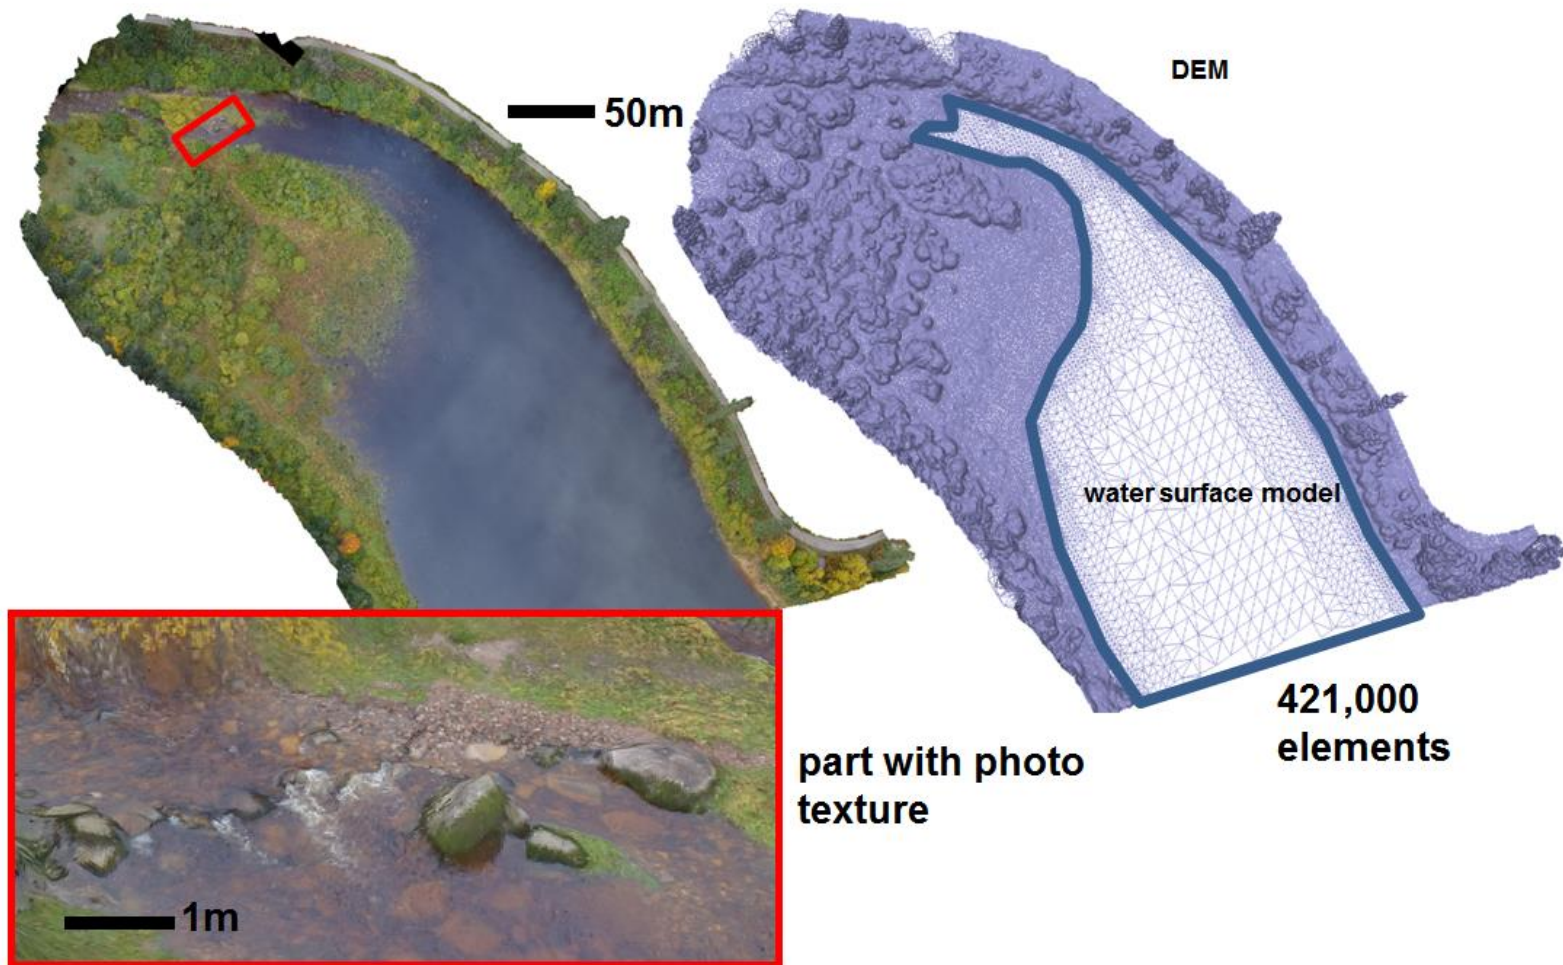 50m
DEM
water surface model
421,000
elements
part with photo
texture
1m